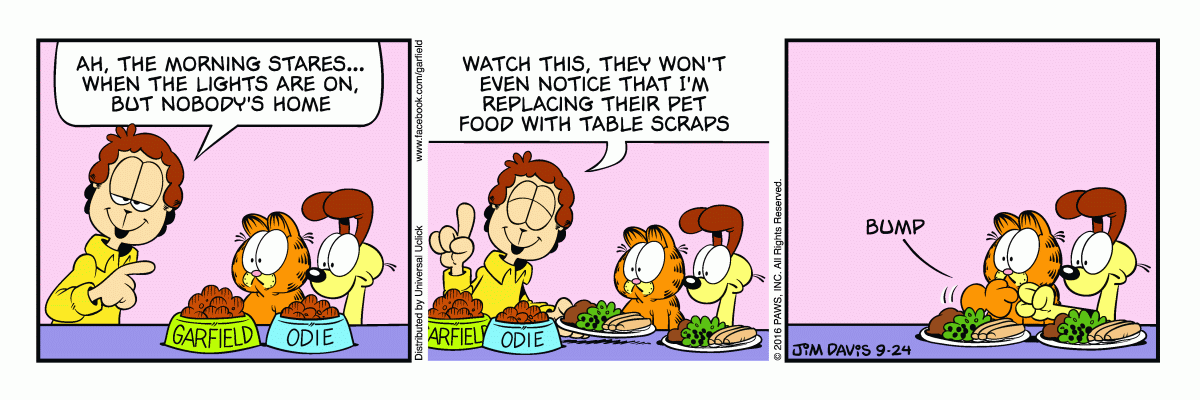 AH, THE MORNING STARES...
WHEN THE LIGHTS ARE ON,
BUT NOBODY'S HOME
GARFIELD
ODIE
Distributed by Universal Uclick
www.facebook.com/garfield
WATCH THIS, THEY WON'T
EVEN NOTICE THAT I'M
REPLACING THEIR PET
FOOD WITH TABLE SCRAPS
GARFIELD
ODIE
© 2016 PAWS, INC. All Rights Reserved.
BUMP
JIM DAVIS 9-24